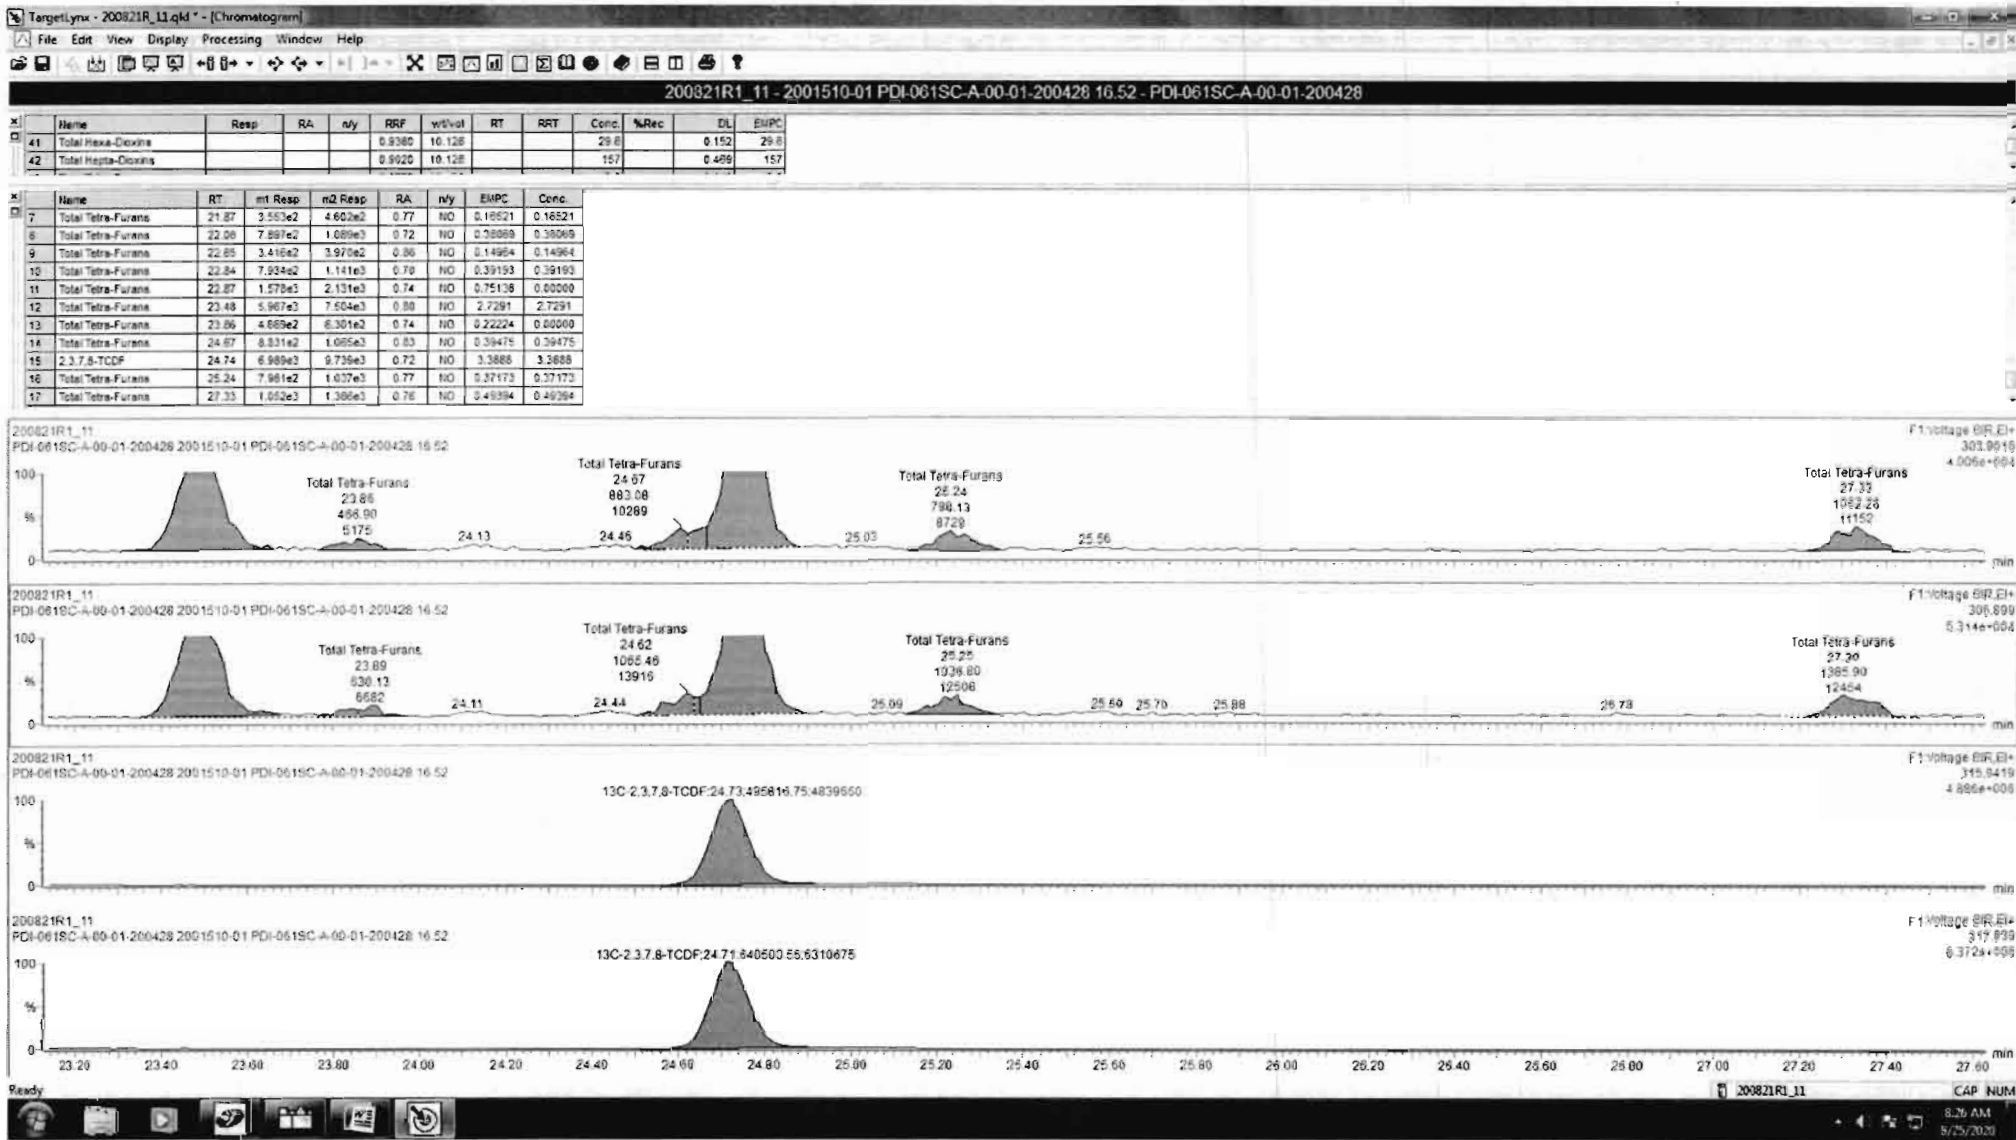 TargetLynx - 200821R_11.qld * - [Chromatogram]
File Edit View Display Processing Window Help
200821R1_11 - 2001510-01 PDI-061SC-A-00-01-200428 16.52 - PDI-061SC-A-00-01-200428
Name Resp RA n/y RRF wt/vol RT RRT Conc. %Rec DL EMPC
41 Total Hexa-Dioxins 0.9360 10.128 29.6 0.152 29.6
42 Total Hepta-Dioxins 0.9020 10.128 157 0.469 157
Name RT m1 Resp m2 Resp RA n/y EMPC Conc.
7 Total Tetra-Furans 21.87 3.553e2 4.602e2 0.77 NO 0.16521 0.16521
8 Total Tetra-Furans 22.06 1.089e3 0.72 NO 0.38069 0.38069
9 Total Tetra-Furans 22.65 3.416e2 3.970e2 0.86 NO 0.14964 0.14964
10 Total Tetra-Furans 22.84 7.934e2 1.141e3 0.70 NO 0.39193 0.39193
11 Total Tetra-Furans 22.87 1.578e3 2.131e3 0.74 NO 0.75136 0.00000
12 Total Tetra-Furans 23.48 5.967e3 7.504e3 0.80 NO 2.7291 2.7291
13 Total Tetra-Furans 23.86 4.669e2 6.301e2 0.74 NO 0.22224 0.00000
14 Total Tetra-Furans 24.67 8.831e2 1.065e3 0.83 NO 0.39475 0.39475
15 2,3,7,8-TCDF 24.74 6.989e3 9.739e3 0.72 NO 3.3688 3.3688
16 Total Tetra-Furans 25.24 7.981e2 1.037e3 0.77 NO 0.37173 0.37173
17 Total Tetra-Furans 27.33 1.052e3 1.386e3 0.76 NO 0.49394 0.49394
200821R1_11
PDI-061SC-A-00-01-200428 2001510-01 PDI-061SC-A-00-01-200428 16.52
F1:Voltage SIR,EI+
303.9016
4.006e+004
100
%
0
Total Tetra-Furans
23.86
466.90
5175
24.13
24.46
Total Tetra-Furans
24.67
883.08
10289
25.03
Total Tetra-Furans
25.24
798.13
8729
25.56
Total Tetra-Furans
27.33
1052.26
11152
min
200821R1_11
PDI-061SC-A-00-01-200428 2001510-01 PDI-061SC-A-00-01-200428 16.52
F1:Voltage SIR,EI+
305.899
5.314e+004
100
%
0
Total Tetra-Furans
23.89
630.13
6682
24.11
24.44
Total Tetra-Furans
24.62
1065.46
13916
25.09
Total Tetra-Furans
25.25
1036.80
12506
25.60 25.70 25.88
26.78
Total Tetra-Furans
27.30
1385.90
12454
min
200821R1_11
PDI-061SC-A-00-01-200428 2001510-01 PDI-061SC-A-00-01-200428 16.52
F1:Voltage SIR,EI+
315.9419
4.886e+006
100
%
0
13C-2,3,7,8-TCDF;24.73;495816.75;4839650
min
200821R1_11
PDI-061SC-A-00-01-200428 2001510-01 PDI-061SC-A-00-01-200428 16.52
F1:Voltage SIR,EI+
317.939
6.372e+006
100
%
0
13C-2,3,7,8-TCDF;24.71;640500.56;6310675
min
23.20 23.40 23.60 23.80 24.00 24.20 24.40 24.60 24.80 25.00 25.20 25.40 25.60 25.80 26.00 26.20 26.40 26.60 26.80 27.00 27.20 27.40 27.60
Ready
200821R1_11 CAP NUM
8:26 AM
8/25/2020